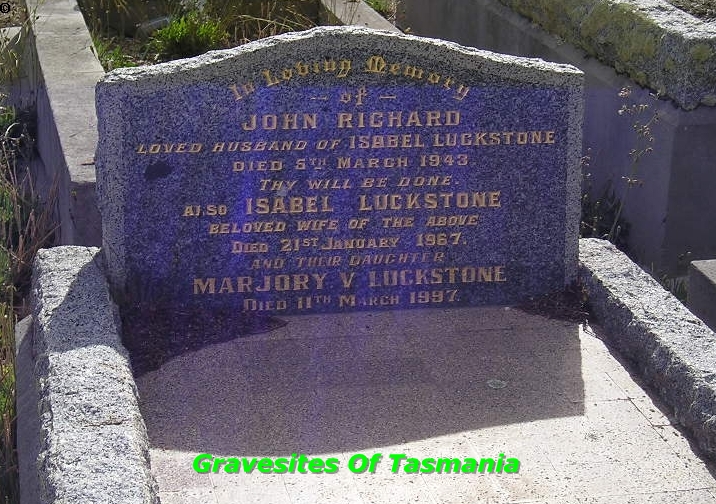 ©
In Loving Memory
— of —
JOHN RICHARD
LOVED HUSBAND OF ISABEL LUCKSTONE
DIED 5TH MARCH 1943
THY WILL BE DONE.
ALSO ISABEL LUCKSTONE
BELOVED WIFE OF THE ABOVE
DIED 21ST JANUARY 1967.
AND THEIR DAUGHTER
MARJORY V LUCKSTONE
DIED 11TH MARCH 1997.
Gravesites Of Tasmania